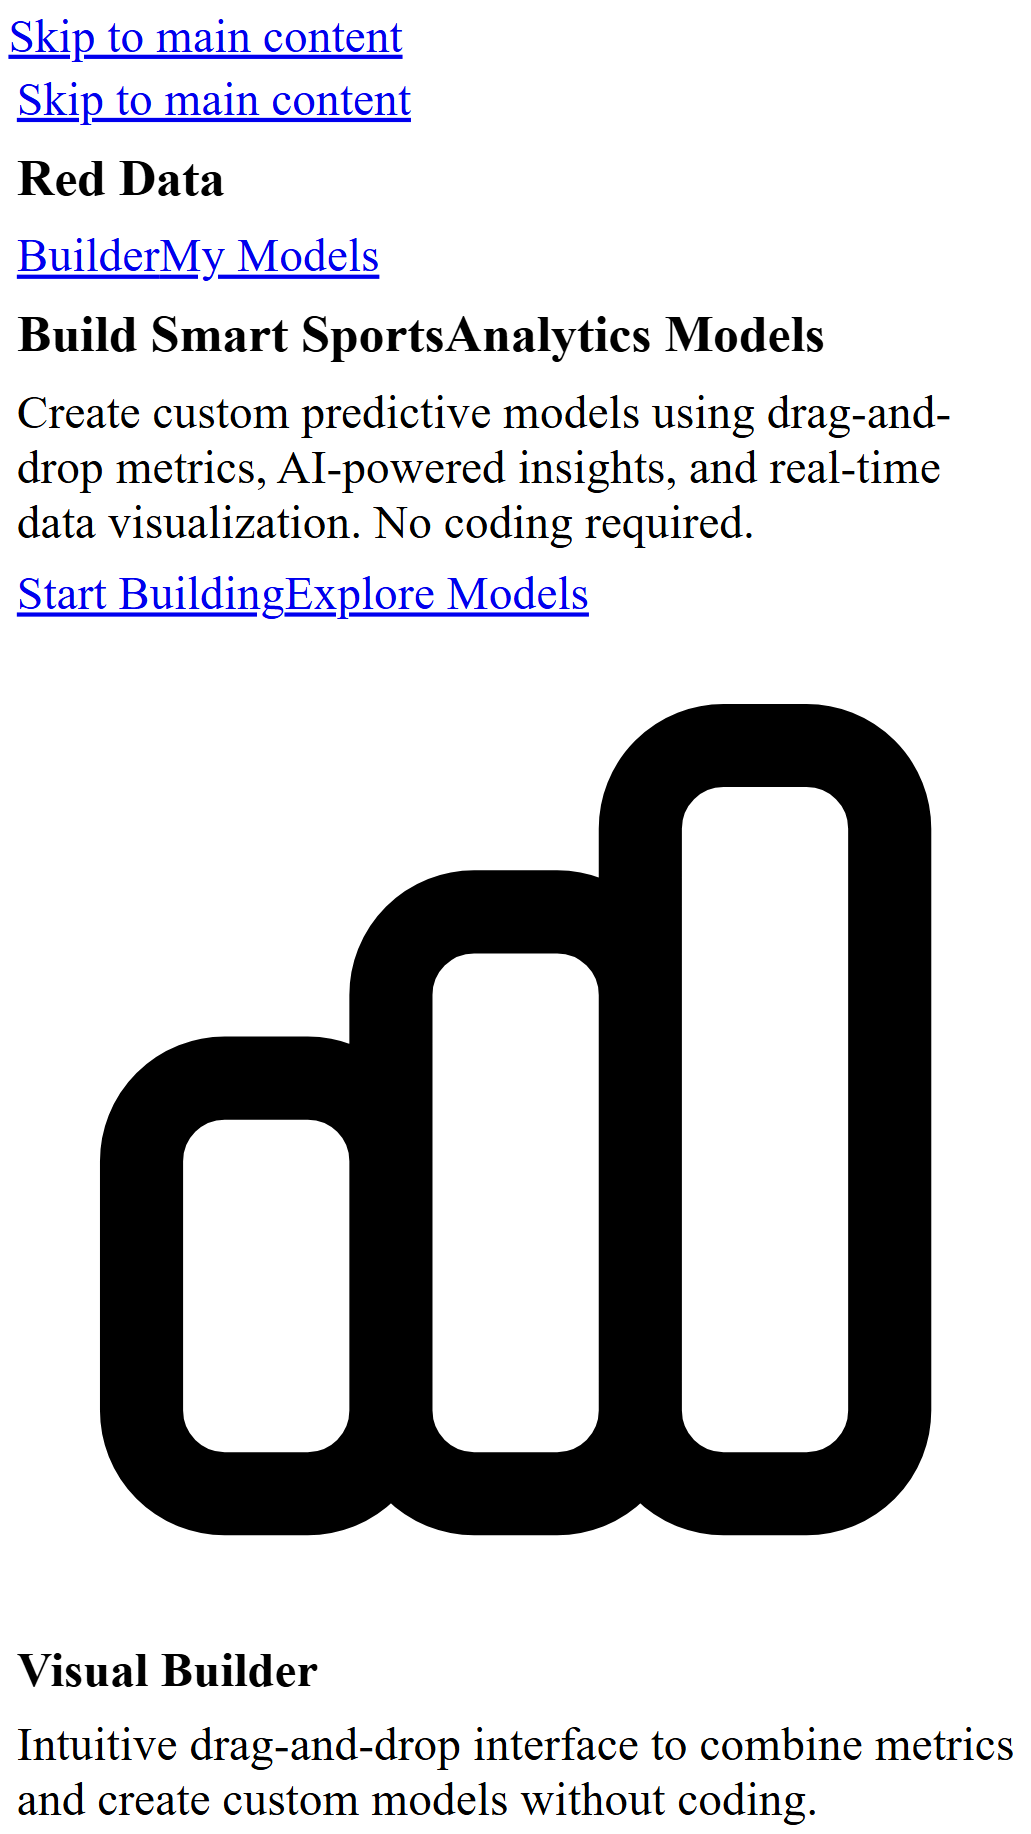 Skip to main content
Skip to main content
Red Data
BuilderMy Models
Build Smart SportsAnalytics Models
Create custom predictive models using drag-and-
drop metrics, AI-powered insights, and real-time
data visualization. No coding required.
Start BuildingExplore Models
Visual Builder
Intuitive drag-and-drop interface to combine metrics
and create custom models without coding.